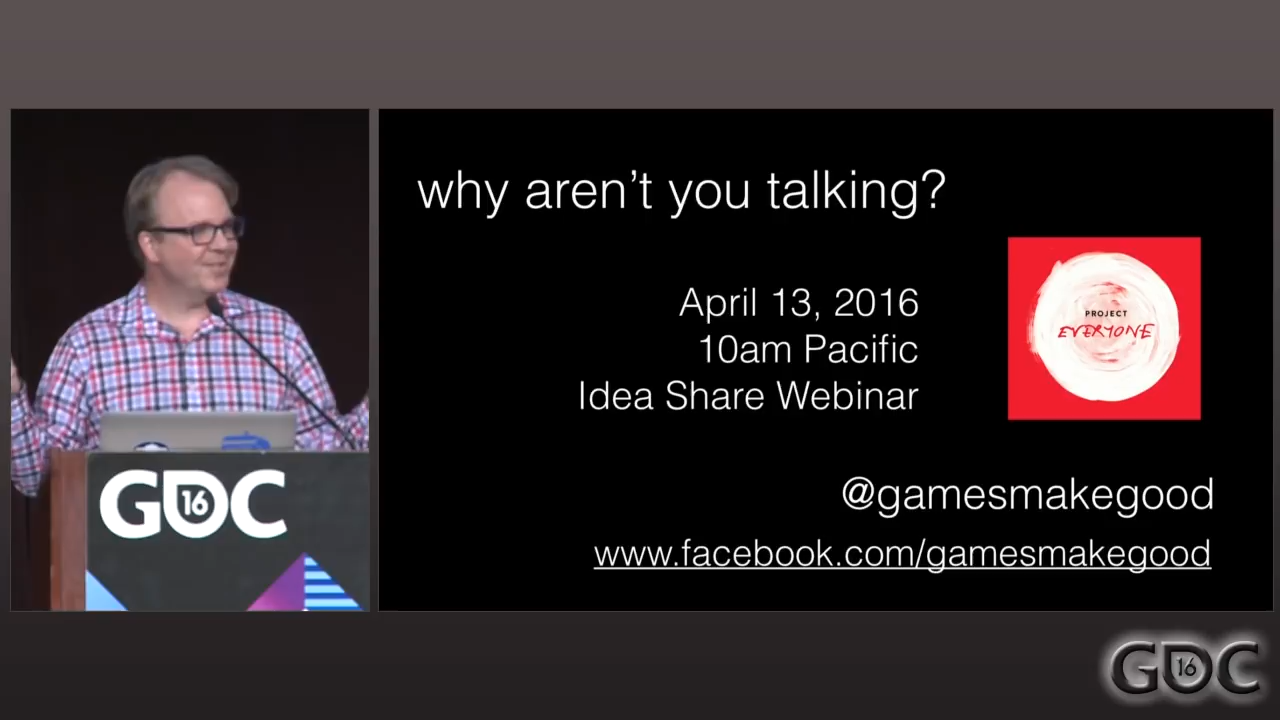 why aren't you talking?
April 13, 2016
10am Pacific
Idea Share Webinar
PROJECT
EVERYONE
@gamesmakegood
www.facebook.com/gamesmakegood
GDC 16
GDC 16